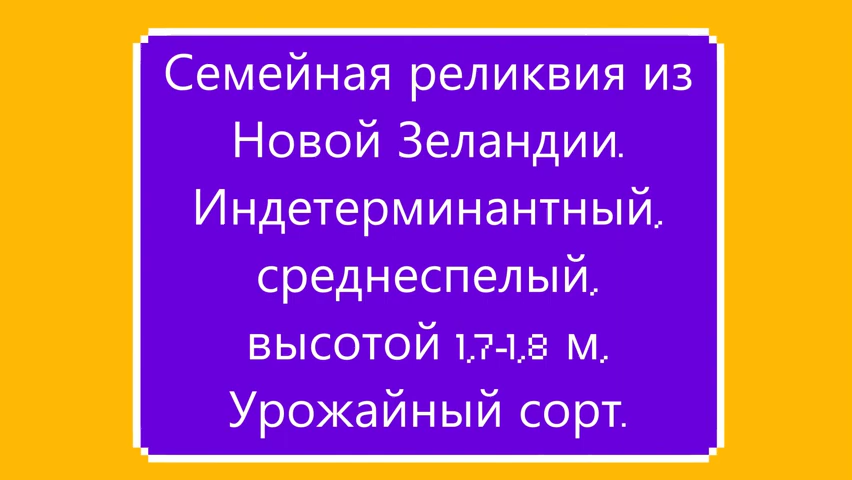 Семейная реликвия из
Новой Зеландии.
Индетерминантный,
среднеспелый,
высотой 1,7-1,8 м,
Урожайный сорт.